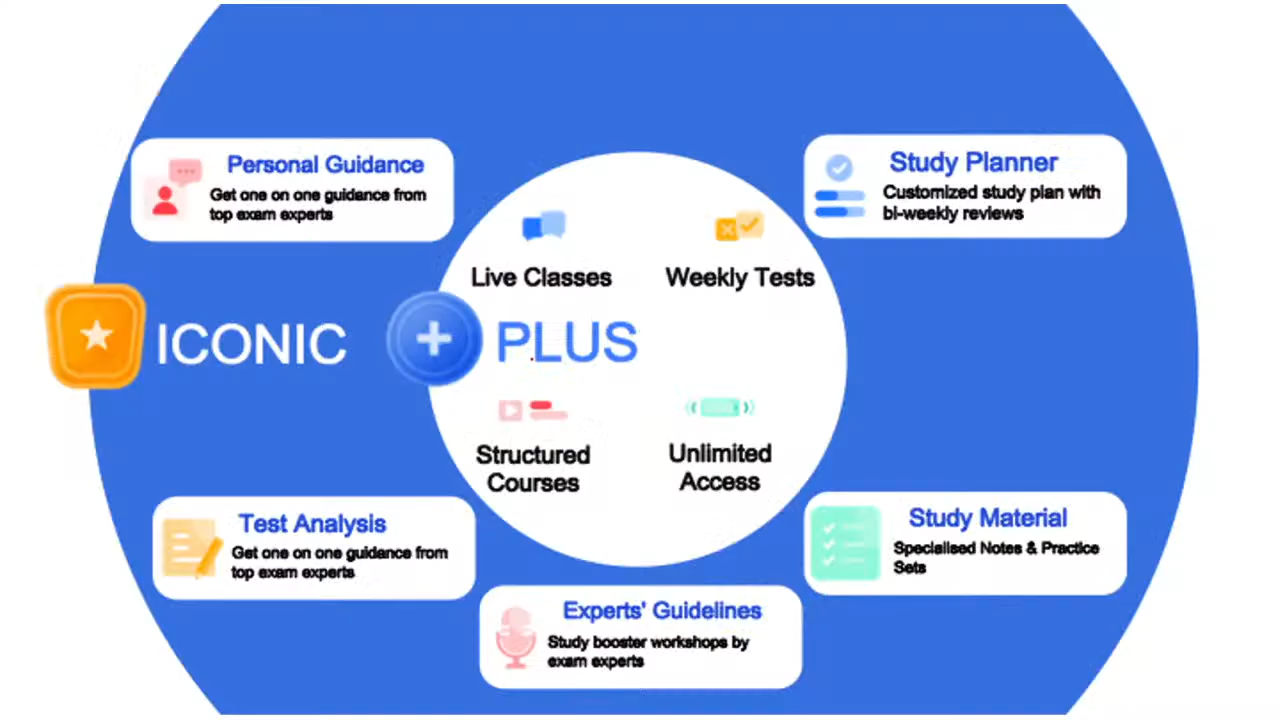 Personal Guidance
Get one on one guidance from
top exam experts
Study Planner
Customized study plan with
bi-weekly reviews
Live Classes
Weekly Tests
ICONIC
PLUS
Structured
Courses
Unlimited
Access
Test Analysis
Get one on one guidance from
top exam experts
Study Material
Specialised Notes & Practice
Sets
Experts' Guidelines
Study booster workshops by
exam experts